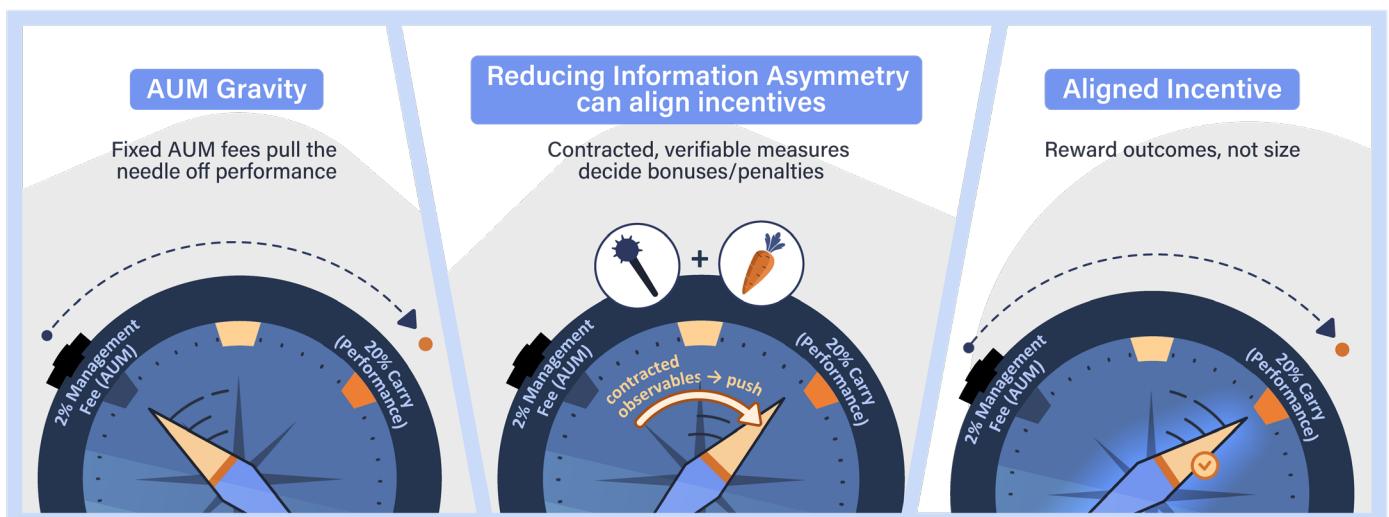 AUM Gravity
Fixed AUM fees pull the
needle off performance
2% Management
Fee (AUM)
20% Carry
(Performance)
Reducing Information Asymmetry
can align incentives
Contracted, verifiable measures
decide bonuses/penalties
+
2% Management
Fee (AUM)
contracted
observables → push
20% Carry
(Performance)
Aligned Incentive
Reward outcomes, not size
2% Management
Fee (AUM)
20% Carry
(Performance)